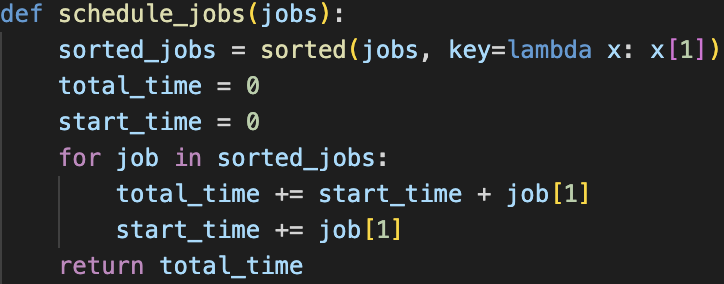 def schedule_jobs(jobs):
    sorted_jobs = sorted(jobs, key=lambda x: x[1])
    total_time = 0
    start_time = 0
    for job in sorted_jobs:
        total_time += start_time + job[1]
        start_time += job[1]
    return total_time